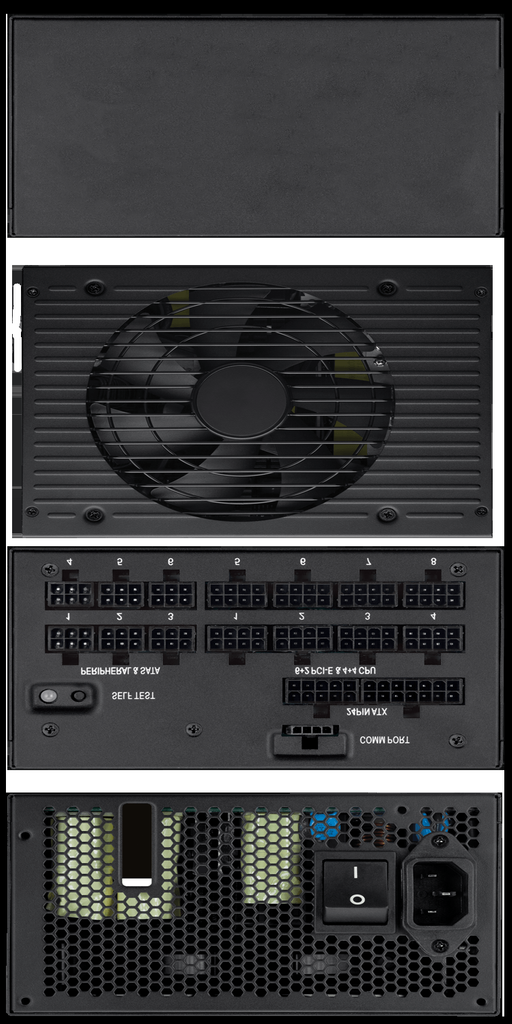 4 5 6 5 6 7 8
1 2 3 1 2 3 4
PERIPHERAL & SATA
6+2 PCI-E & 4+4 CPU
SELF TEST
24PIN ATX
COMM PORT
I
O